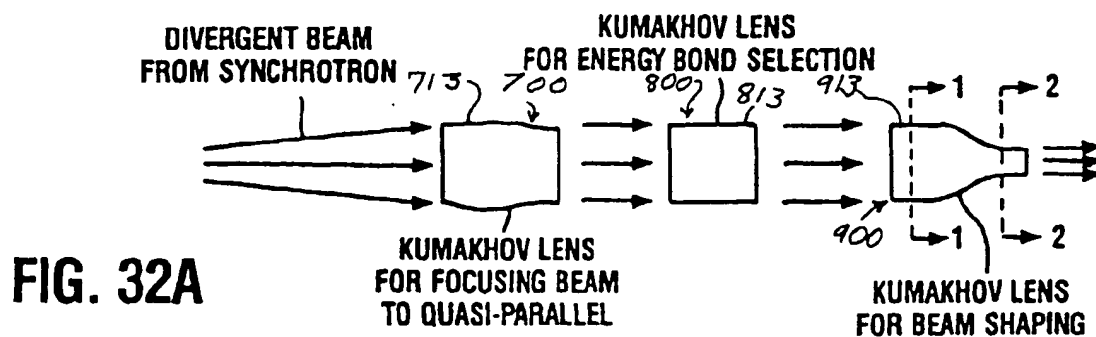 DIVERGENT BEAM
FROM SYNCHROTRON
713
700
KUMAKHOV LENS
FOR ENERGY BOND SELECTION
800
813
913
1
2
900
1
2
KUMAKHOV LENS
FOR FOCUSING BEAM
TO QUASI-PARALLEL
KUMAKHOV LENS
FOR BEAM SHAPING
FIG. 32A